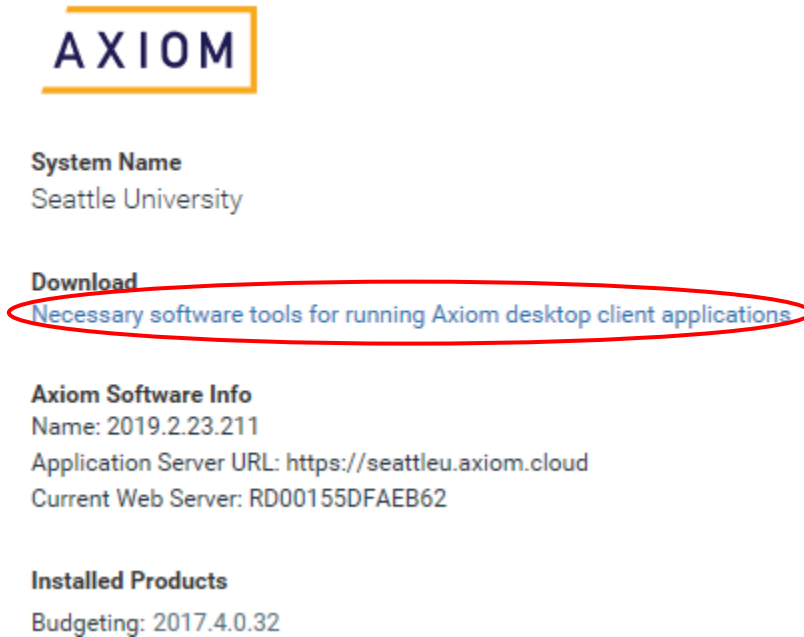 AXIOM
System Name
Seattle University
Download
Necessary software tools for running Axiom desktop client applications
Axiom Software Info
Name: 2019.2.23.211
Application Server URL: https://seattleu.axiom.cloud
Current Web Server: RD00155DFAEB62
Installed Products
Budgeting: 2017.4.0.32